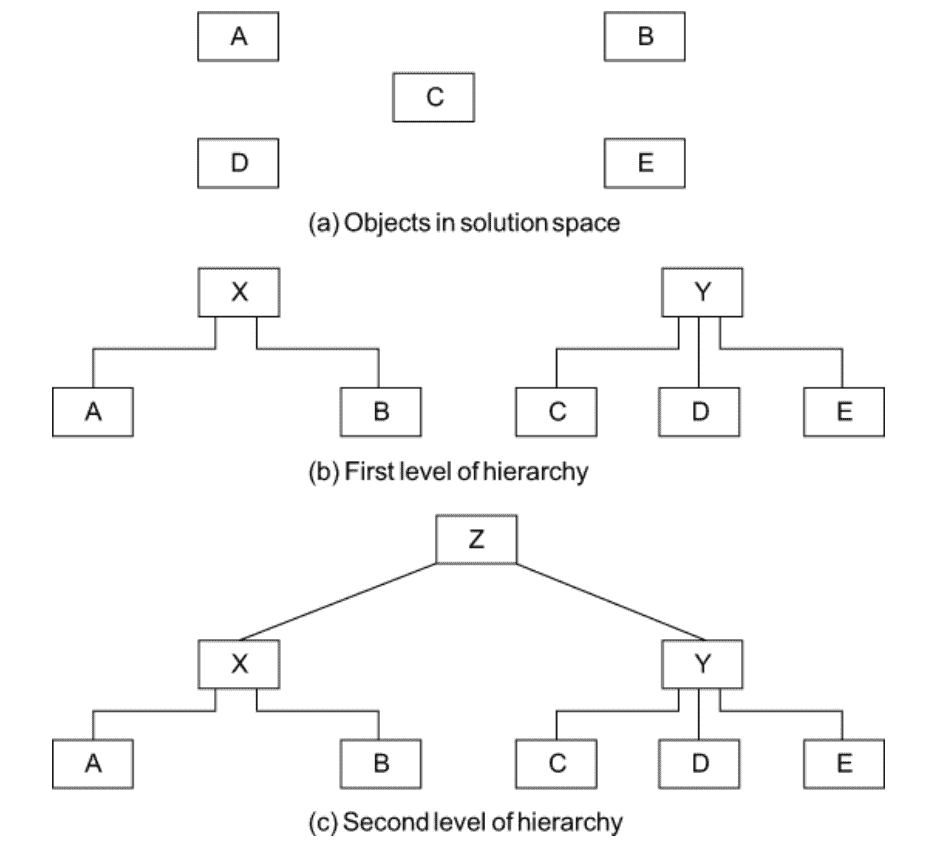 A B
C
D E
(a) Objects in solution space
X Y
A B C D E
(b) First level of hierarchy
Z
X Y
A B C D E
(c) Second level of hierarchy